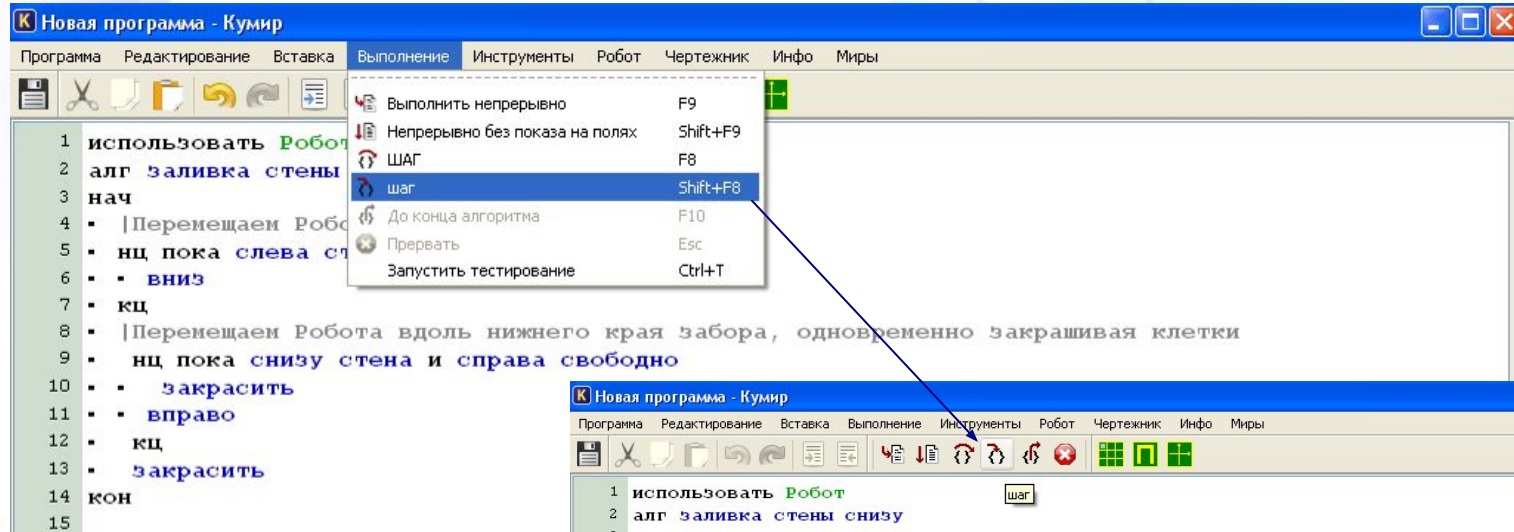 Новая программа - Кумир
Программа Редактирование Вставка Выполнение Инструменты Робот Чертежник Инфо Миры
Выполнить непрерывно F9
Непрерывно без показа на полях Shift+F9
ШАГ F8
шаг Shift+F8
До конца алгоритма F10
Прервать Esc
Запустить тестирование Ctrl+T
1 использовать Робот
2 алг заливка стены
3 нач
4 |Перемещаем
5 нц пока слева
6 вниз
7 кц
8 |Перемещаем Робота вдоль нижнего края забора, одновременно закрашивая клетки
9 нц пока снизу стена и справа свободно
10 закрасить
11 вправо
12 кц
13 закрасить
14 кон
15
Новая программа - Кумир
Программа Редактирование Вставка Выполнение Инструменты Робот Чертежник Инфо Миры
шаг
1 использовать Робот
2 алг заливка стены снизу